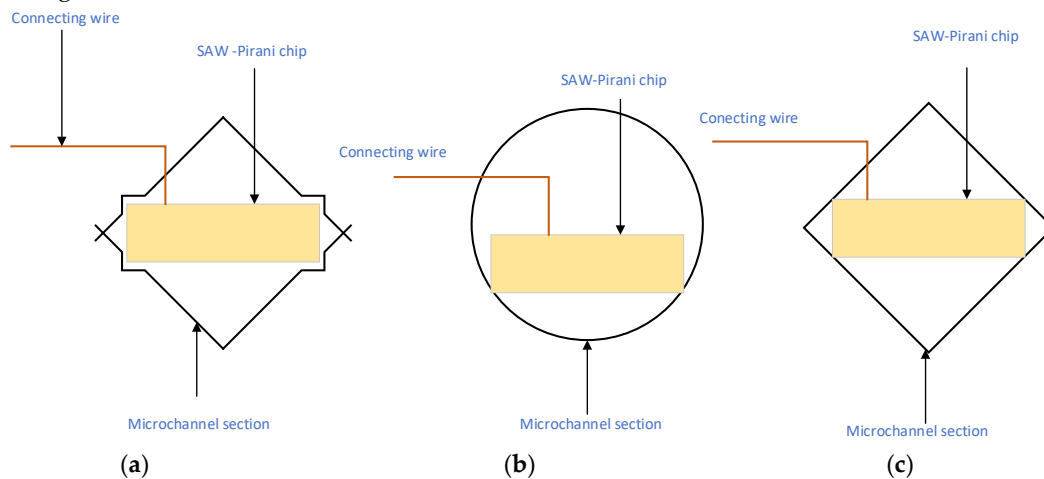 Connecting wire
SAW -Pirani chip
Microchannel section
(a)
SAW-Pirani chip
Connecting wire
Microchannel section
(b)
SAW-Pirani chip
Conecting wire
Microchannel section
(c)